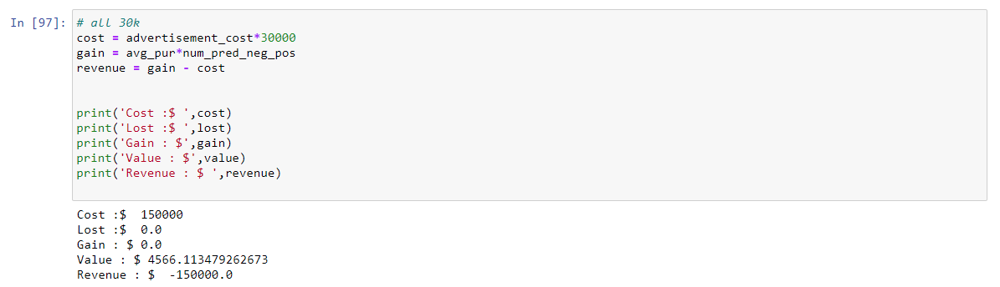 In [97]: # all 30k
cost = advertisement_cost*30000
gain = avg_pur*num_pred_neg_pos
revenue = gain - cost
print('Cost :$ ',cost)
print('Lost :$ ',lost)
print('Gain : $',gain)
print('Value : $',value)
print('Revenue : $ ',revenue)
Cost :$  150000
Lost :$  0.0
Gain : $ 0.0
Value : $ 4566.113479262673
Revenue : $  -150000.0